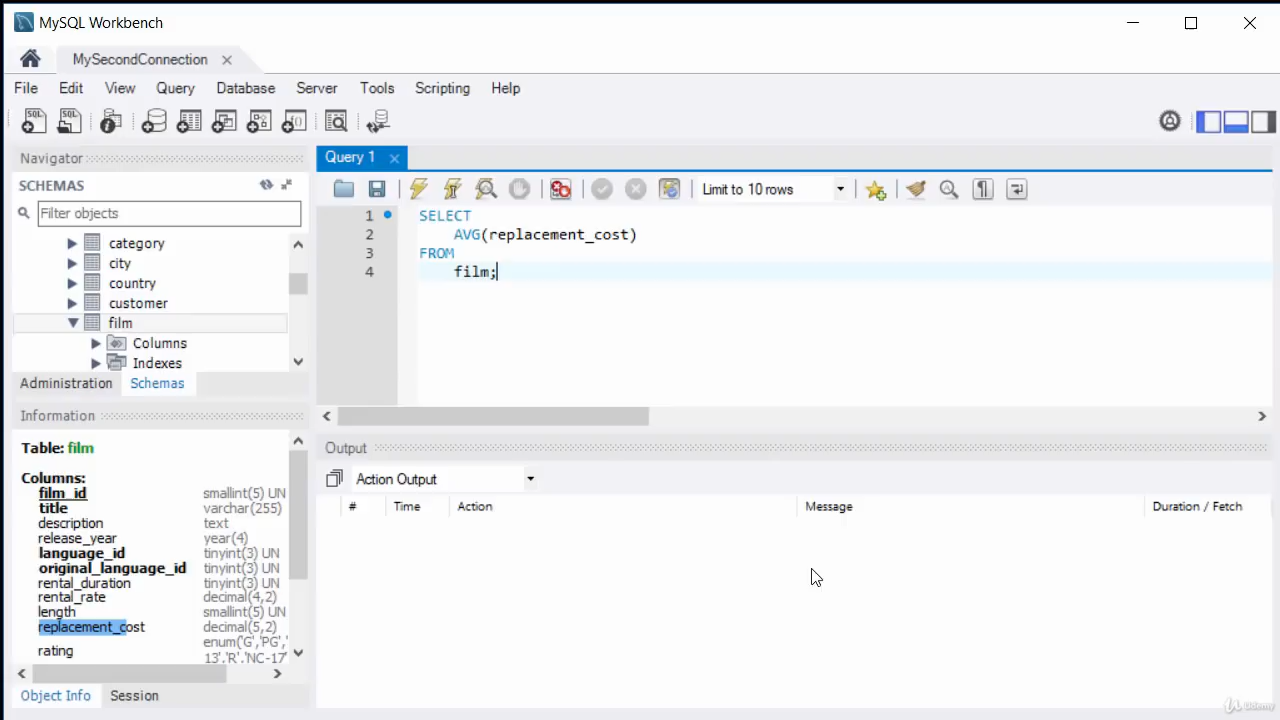 MySQL Workbench
MySecondConnection
File Edit View Query Database Server Tools Scripting Help
Navigator
SCHEMAS
Filter objects
category
city
country
customer
film
Columns
Indexes
Administration Schemas
Information
Table: film
Columns:
film_id smallint(5) UN
title varchar(255)
description text
release_year year(4)
language_id tinyint(3) UN
original_language_id tinyint(3) UN
rental_duration tinyint(3) UN
rental_rate decimal(4,2)
length smallint(5) UN
replacement_cost decimal(5,2)
rating enum('G','PG','
13','R','NC-17
Object Info Session
Query 1
Limit to 10 rows
1 SELECT
2 AVG(replacement_cost)
3 FROM
4 film;
Output
Action Output
# Time Action Message Duration / Fetch
Udemy